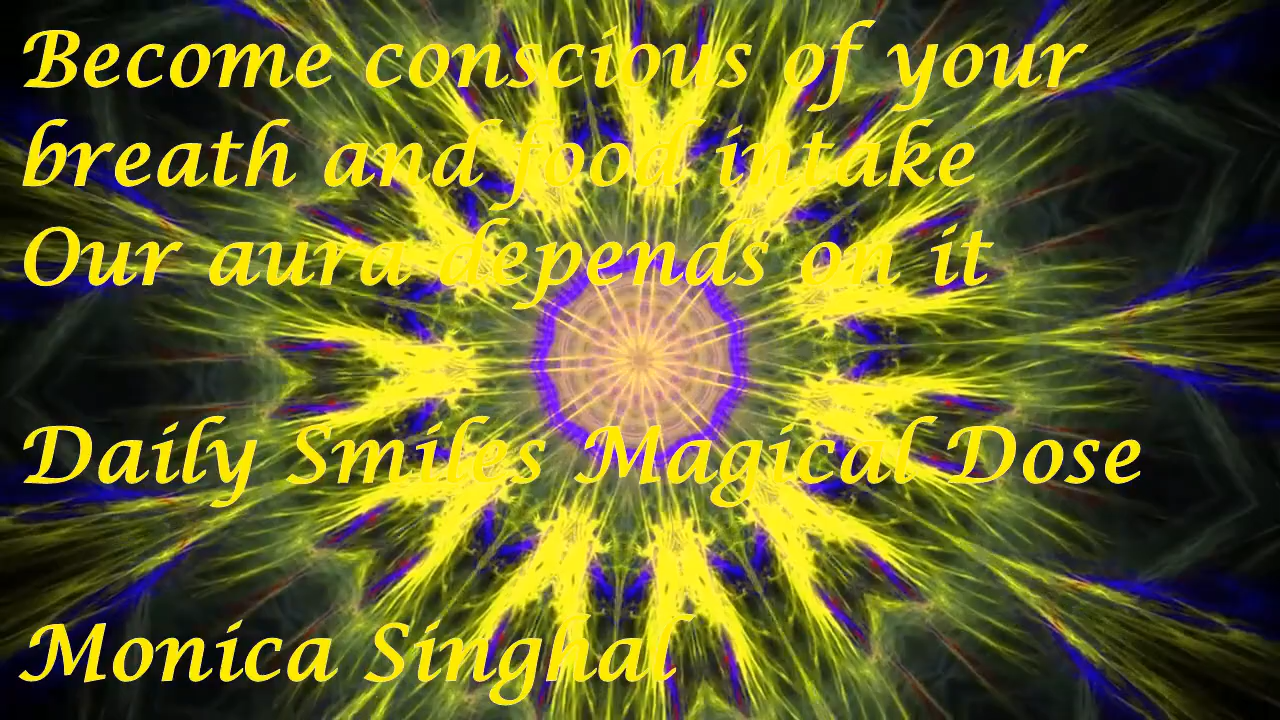 Become conscious of your
breath and food intake
Our aura depends on it
Daily Smiles Magical Dose
Monica Singhal